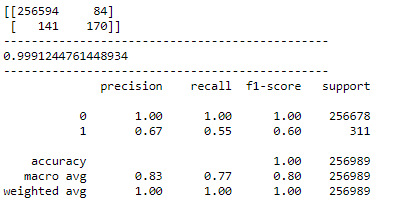 [[256594     84]
 [   141    170]]
-------------------------------------------
0.9991244761448934
-------------------------------------------
              precision    recall  f1-score   support

           0       1.00      1.00      1.00    256678
           1       0.67      0.55      0.60       311

    accuracy                           1.00    256989
   macro avg       0.83      0.77      0.80    256989
weighted avg       1.00      1.00      1.00    256989